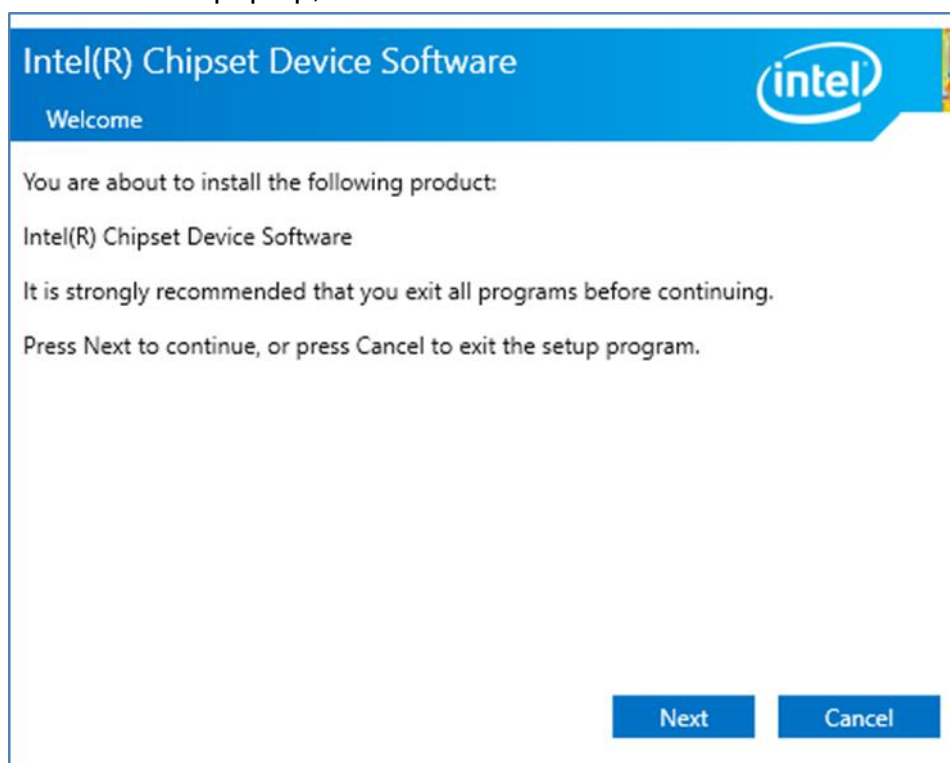 Intel(R) Chipset Device Software
intel
Welcome
You are about to install the following product:
Intel(R) Chipset Device Software
It is strongly recommended that you exit all programs before continuing.
Press Next to continue, or press Cancel to exit the setup program.
Next
Cancel